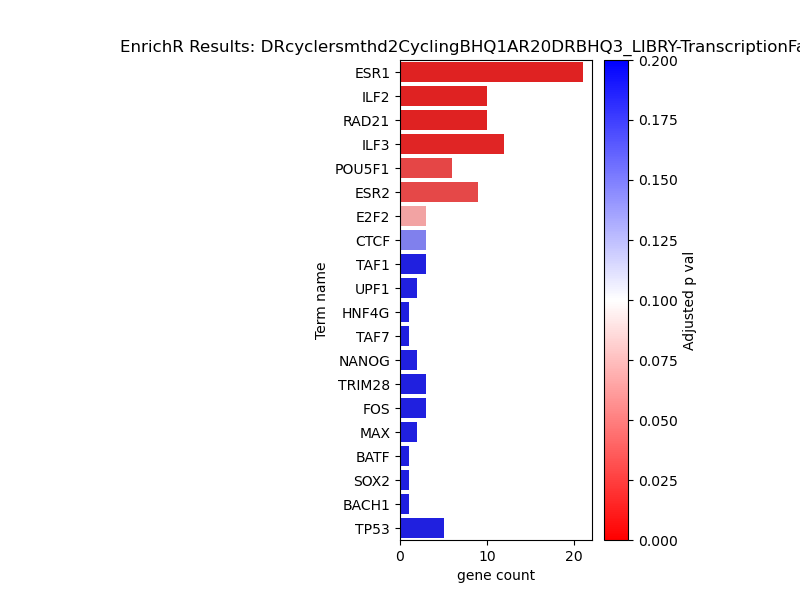 EnrichR Results: DRcyclersmthd2CyclingBHQ1AR20DRBHQ3_LIBRY-TranscriptionFa
ESR1
ILF2
RAD21
ILF3
POU5F1
ESR2
E2F2
CTCF
TAF1
UPF1
HNF4G
TAF7
NANOG
TRIM28
FOS
MAX
BATF
SOX2
BACH1
TP53
Term name
0 10 20
gene count
0.200
0.175
0.150
0.125
0.100
0.075
0.050
0.025
0.000
Adjusted p val